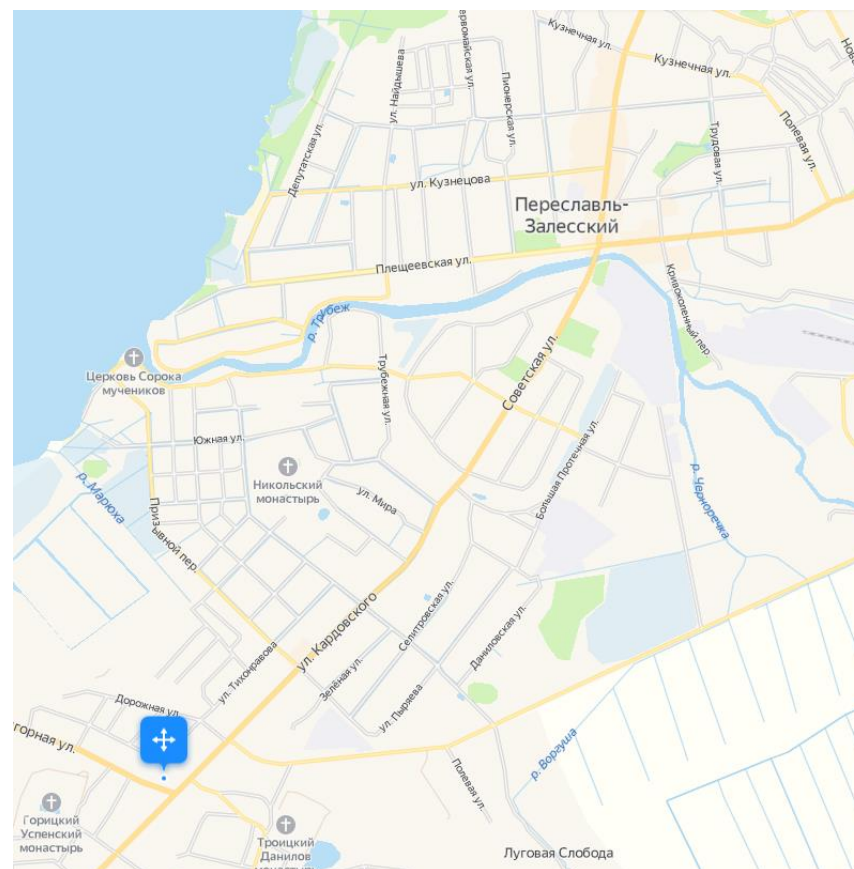 Кузнечная ул.
Кузнечная ул.
ул. Найдышева
Пионерская ул.
Полевая ул.
Трудовая ул.
Депутатская ул.
ул. Кузнецова
Переславль-
Залесский
Плещеевская ул.
Кривоколенный пер.
р. Трубеж
Советская ул.
Церковь Сорока
мучеников
Трубежная ул.
Южная ул.
Большая Протечная ул.
Никольский
монастырь
ул. Мира
р. Марюха
р. Черноречка
Призывной пер.
Селитровская ул.
ул. Кардовского
Даниловская ул.
ул. Тихонравова
Зелёная ул.
ул. Пыряева
Дорожная ул.
горная ул.
р. Воргуша
Полевая ул.
Горицкий
Успенский
монастырь
Троицкий
Данилов
Луговая Слобода